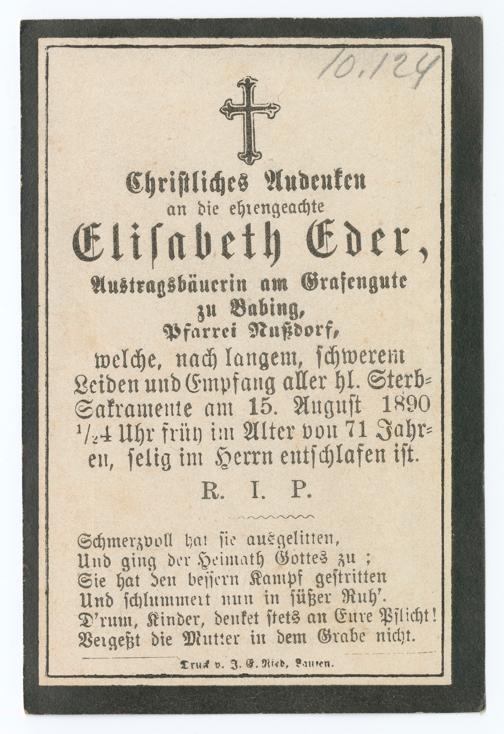 10.124
Christliches Andenken
an die ehrengeachte
Elisabeth Eder,
Austragsbäuerin am Grafengute
zu Babing,
Pfarrei Nußdorf,
welche, nach langem, schwerem
Leiden und Empfang aller hl. Sterb-
Sakramente am 15. August 1890
1/24 Uhr früh im Alter von 71 Jahr-
en, selig im Herrn entschlafen ist.
R. I. P.
Schmerzvoll hat sie ausgelitten,
Und ging der Heimath Gottes zu;
Sie hat den bessern Kampf gestritten
Und schlummert nun in süßer Ruh'.
D'rum, Kinder, denket stets an Eure Pflicht!
Vergeßt die Mutter in dem Grabe nicht.
Druck v. J. E. Ried, Laufen.